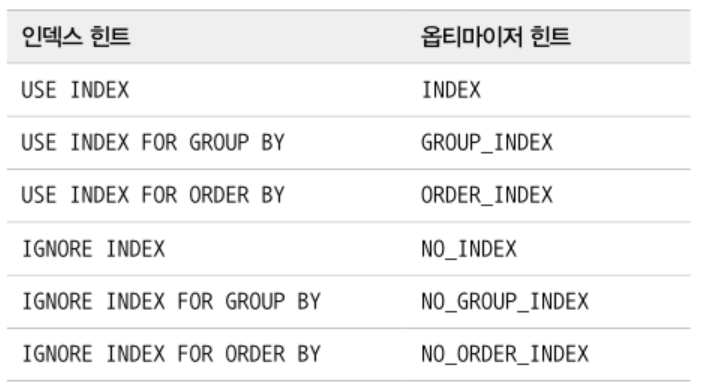 인덱스 힌트 옵티마이저 힌트
USE INDEX INDEX
USE INDEX FOR GROUP BY GROUP_INDEX
USE INDEX FOR ORDER BY ORDER_INDEX
IGNORE INDEX NO_INDEX
IGNORE INDEX FOR GROUP BY NO_GROUP_INDEX
IGNORE INDEX FOR ORDER BY NO_ORDER_INDEX